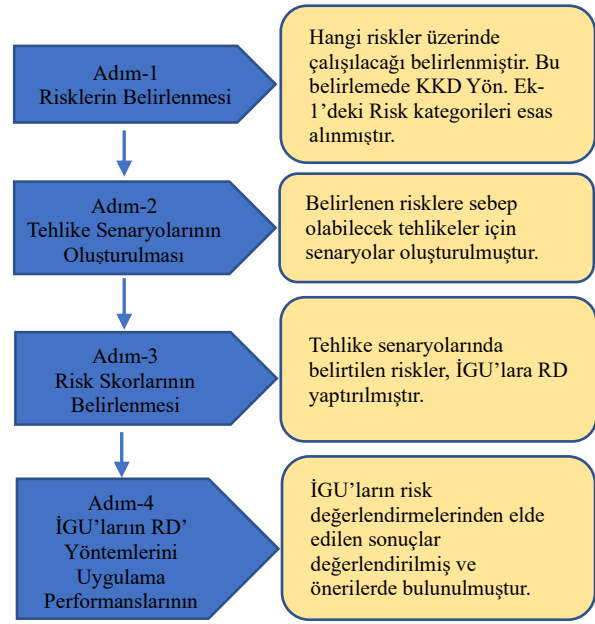 Adım-1
Risklerin Belirlenmesi
Hangi riskler üzerinde
çalışılacağı belirlenmiştir. Bu
belirlemede KKD Yön. Ek-
1’deki Risk kategorileri esas
alınmıştır.
Adım-2
Tehlike Senaryolarının
Oluşturulması
Belirlenen risklere sebep
olabilecek tehlikeler için
senaryolar oluşturulmuştur.
Adım-3
Risk Skorlarının
Belirlenmesi
Tehlike senaryolarında
belirtilen riskler, İGU’lara RD
yaptırılmıştır.
Adım-4
İGU’larıın RD’
Yöntemlerini
Uygulama
Performanslarının
İGU’ların risk
değerlendirmelerinden elde
edilen sonuçlar
değerlendirilmiş ve
önerilerde bulunulmuştur.